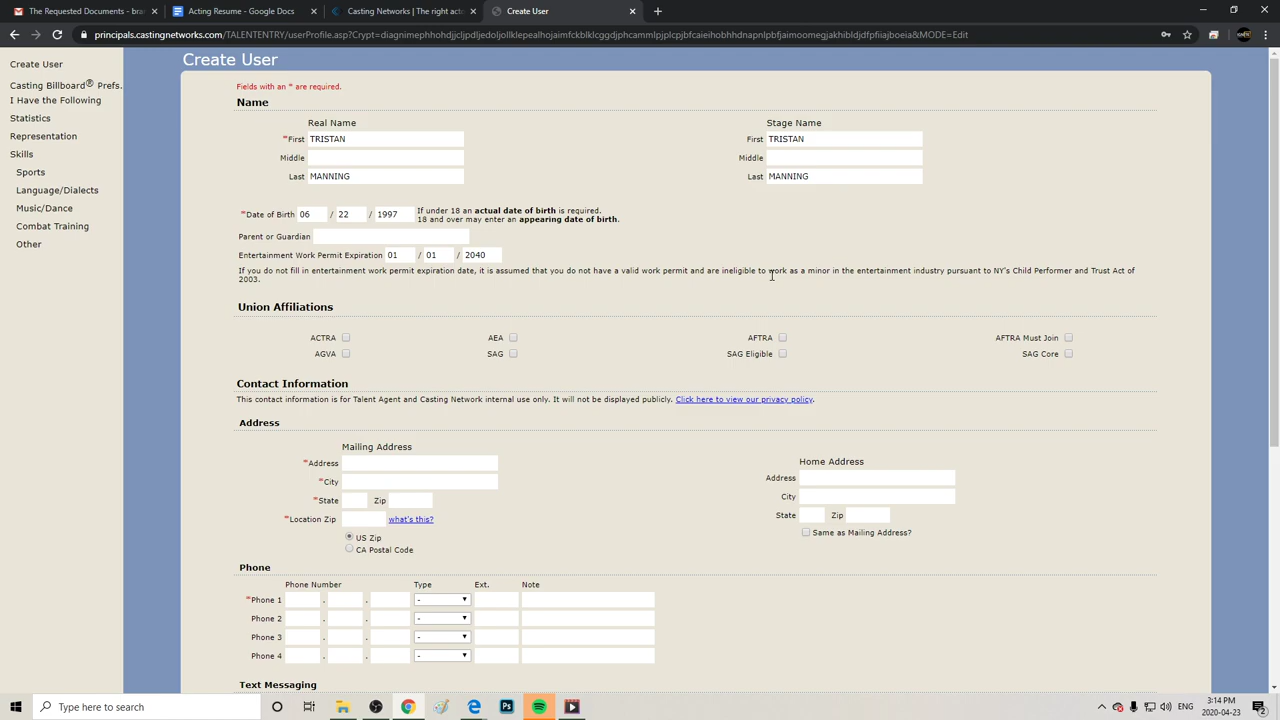 The Requested Documents - bran
Acting Resume - Google Docs
Casting Networks | The right act
Create User
principals.castingnetworks.com/TALENTENTRY/userProfile.asp?Crypt=
&MODE=Edit
Create User
Casting Billboard® Prefs.
I Have the Following
Statistics
Representation
Skills
Sports
Language/Dialects
Music/Dance
Combat Training
Other
Create User
Fields with an * are required.
Name
Real Name Stage Name
*First TRISTAN First TRISTAN
Middle Middle
Last MANNING Last MANNING
*Date of Birth 06 / 22 / 1997 If under 18 an actual date of birth is required.
18 and over may enter an appearing date of birth.
Parent or Guardian
Entertainment Work Permit Expiration 01 / 01 / 2040
If you do not fill in entertainment work permit expiration date, it is assumed that you do not have a valid work permit and are ineligible to work as a minor in the entertainment industry pursuant to NY's Child Performer and Trust Act of
2003.
Union Affiliations
ACTRA AEA AFTRA AFTRA Must Join
AGVA SAG SAG Eligible SAG Core
Contact Information
This contact information is for Talent Agent and Casting Network internal use only. It will not be displayed publicly. Click here to view our privacy policy.
Address
Mailing Address Home Address
*Address Address
*City City
*State Zip State Zip
*Location Zip what's this? Same as Mailing Address?
US Zip
CA Postal Code
Phone
Phone Number Type Ext. Note
*Phone 1 . . -
Phone 2 . . -
Phone 3 . . -
Phone 4 . . -
Text Messaging
Type here to search
ENG
3:14 PM
2020-04-23